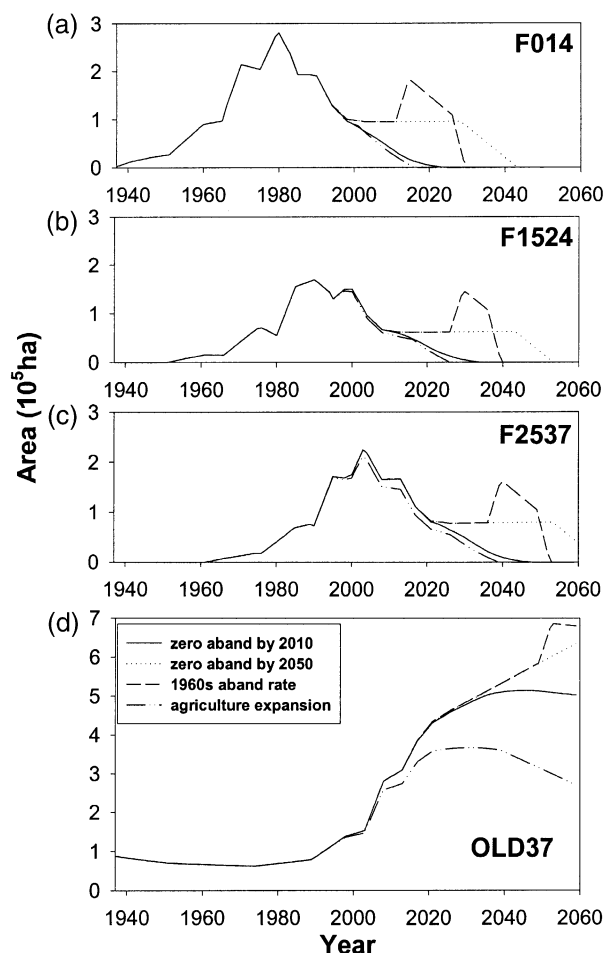 (a)
3
2
1
0
F014
1940 1960 1980 2000 2020 2040 2060
(b)
3
2
1
0
F1524
1940 1960 1980 2000 2020 2040 2060
(c)
3
2
1
0
F2537
1940 1960 1980 2000 2020 2040 2060
Area (10⁵ha)
(d)
7
6
5
4
3
2
1
0
zero aband by 2010
zero aband by 2050
1960s aband rate
agriculture expansion
OLD37
1940 1960 1980 2000 2020 2040 2060
Year